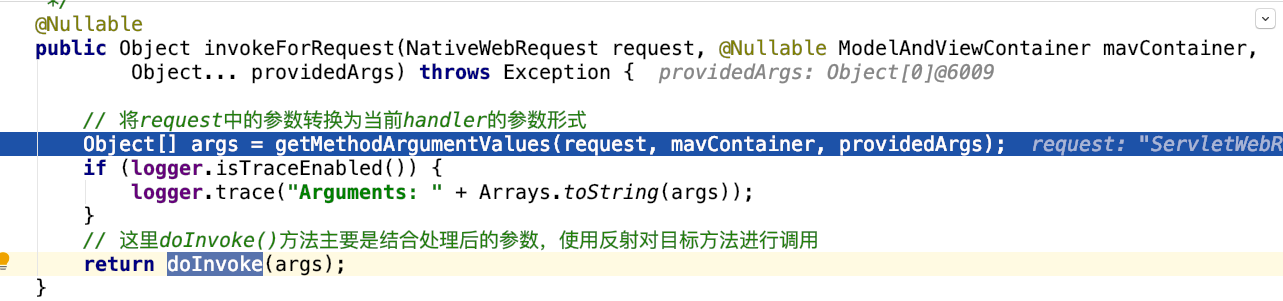 */
@Nullable
public Object invokeForRequest(NativeWebRequest request, @Nullable ModelAndViewContainer mavContainer,
Object... providedArgs) throws Exception { providedArgs: Object[0]@6009
// 将request中的参数转换为当前handler的参数形式
Object[] args = getMethodArgumentValues(request, mavContainer, providedArgs); request: "ServletWebR
if (logger.isTraceEnabled()) {
logger.trace("Arguments: " + Arrays.toString(args));
}
// 这里doInvoke()方法主要是结合处理后的参数，使用反射对目标方法进行调用
return doInvoke(args);
}